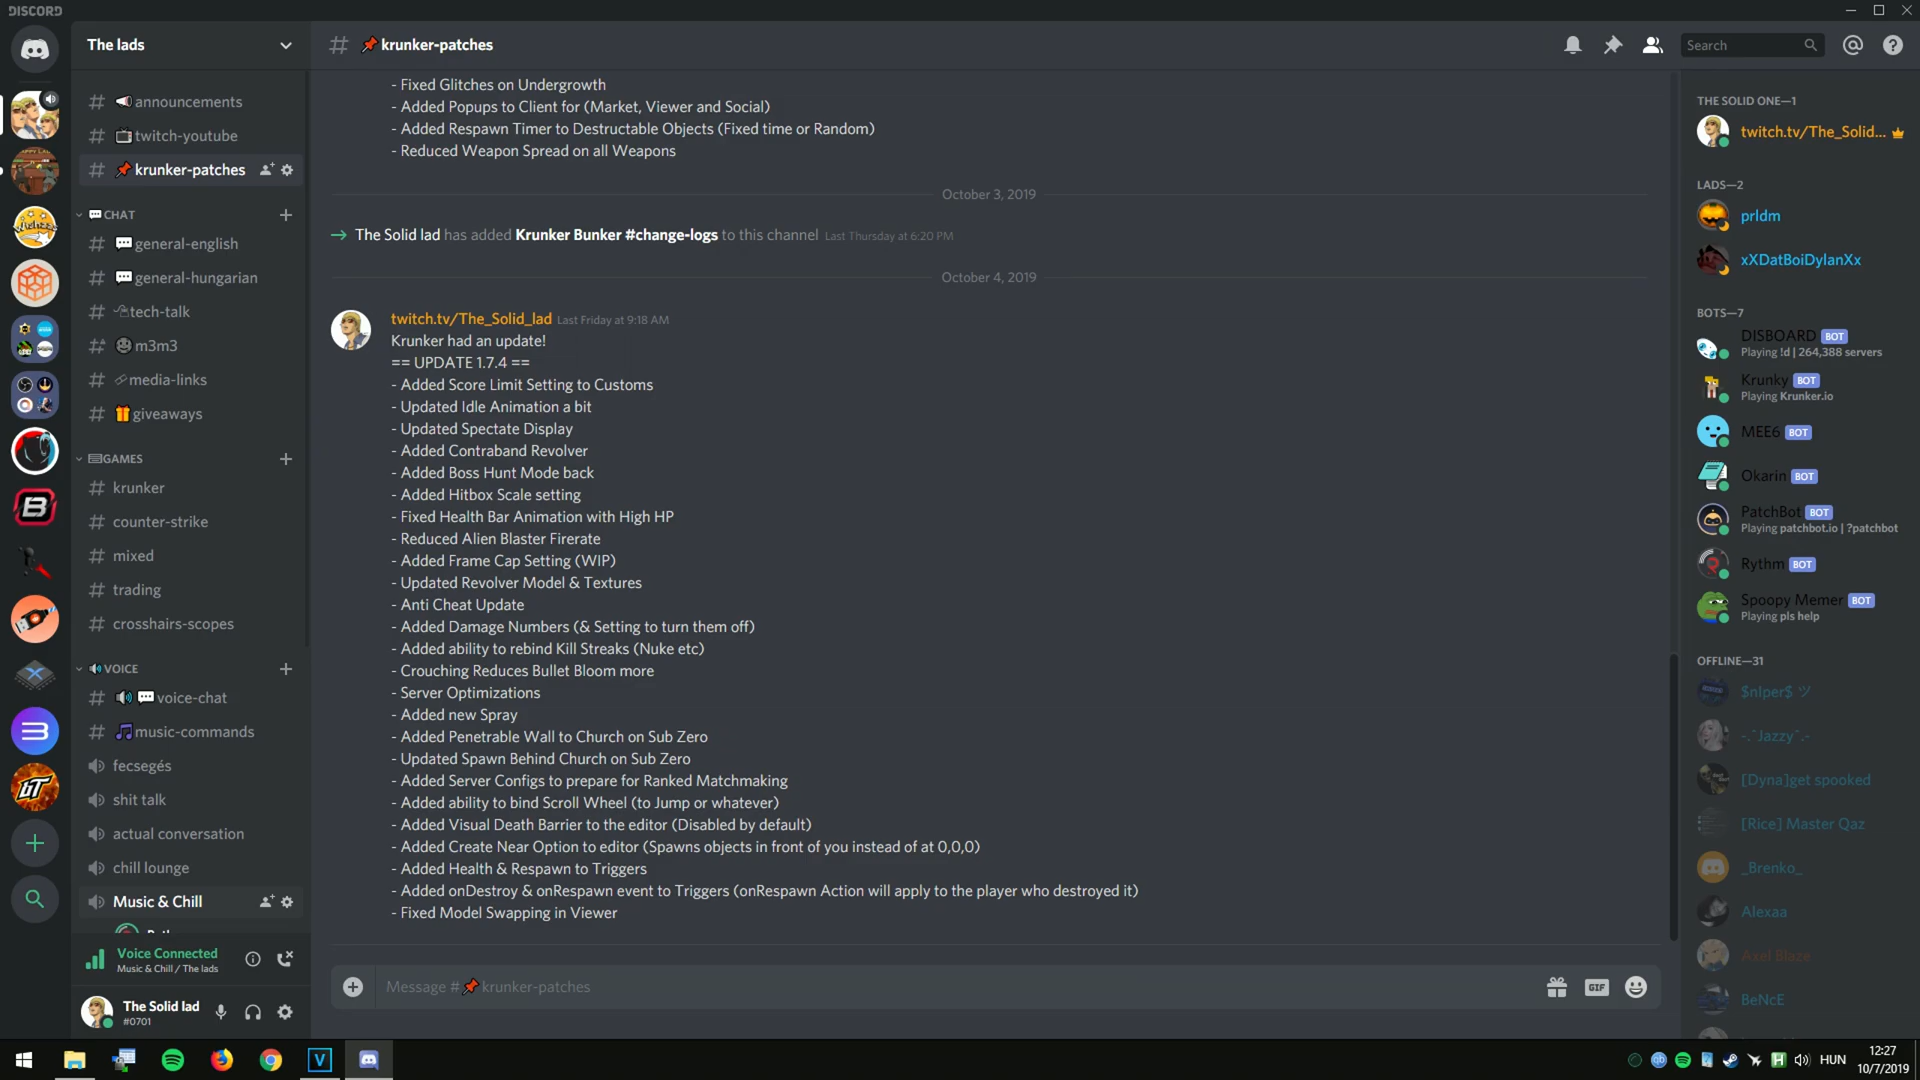 DISCORD
The lads
announcements
twitch-youtube
krunker-patches
CHAT
general-english
general-hungarian
tech-talk
m3m3
media-links
giveaways
GAMES
krunker
counter-strike
mixed
trading
crosshairs-scopes
VOICE
voice-chat
music-commands
fecsegés
shit talk
actual conversation
chill lounge
Music & Chill
Voice Connected
Music & Chill / The lads
The Solid lad
#0701
krunker-patches
Search
- Fixed Glitches on Undergrowth
- Added Popups to Client for (Market, Viewer and Social)
- Added Respawn Timer to Destructable Objects (Fixed time or Random)
- Reduced Weapon Spread on all Weapons
October 3, 2019
The Solid lad has added Krunker Bunker #change-logs to this channel Last Thursday at 6:20 PM
October 4, 2019
twitch.tv/The_Solid_lad Last Friday at 9:18 AM
Krunker had an update!
== UPDATE 1.7.4 ==
- Added Score Limit Setting to Customs
- Updated Idle Animation a bit
- Updated Spectate Display
- Added Contraband Revolver
- Added Boss Hunt Mode back
- Added Hitbox Scale setting
- Fixed Health Bar Animation with High HP
- Reduced Alien Blaster Firerate
- Added Frame Cap Setting (WIP)
- Updated Revolver Model & Textures
- Anti Cheat Update
- Added Damage Numbers (& Setting to turn them off)
- Added ability to rebind Kill Streaks (Nuke etc)
- Crouching Reduces Bullet Bloom more
- Server Optimizations
- Added new Spray
- Added Penetrable Wall to Church on Sub Zero
- Updated Spawn Behind Church on Sub Zero
- Added Server Configs to prepare for Ranked Matchmaking
- Added ability to bind Scroll Wheel (to Jump or whatever)
- Added Visual Death Barrier to the editor (Disabled by default)
- Added Create Near Option to editor (Spawns objects in front of you instead of at 0,0,0)
- Added Health & Respawn to Triggers
- Added onDestroy & onRespawn event to Triggers (onRespawn Action will apply to the player who destroyed it)
- Fixed Model Swapping in Viewer
Message #📌krunker-patches
GIF
THE SOLID ONE—1
twitch.tv/The_Solid...
LADS—2
prldm
xXDatBoiDylanXx
BOTS—7
DISBOARD BOT
Playing !d | 264,388 servers
Krunky BOT
Playing Krunker.io
MEE6 BOT
Okarin BOT
PatchBot BOT
Playing patchbot.io | ?patchbot
Rythm BOT
Spoopy Memer BOT
Playing pls help
OFFLINE—31
$nIper$ ツ
-.ˆJazzyˆ.-
[Dyna]get spooked
[Rice] Master Qaz
_Brenko_
Alexaa
Axel Blaze
BeNcE
HUN
12:27
10/7/2019